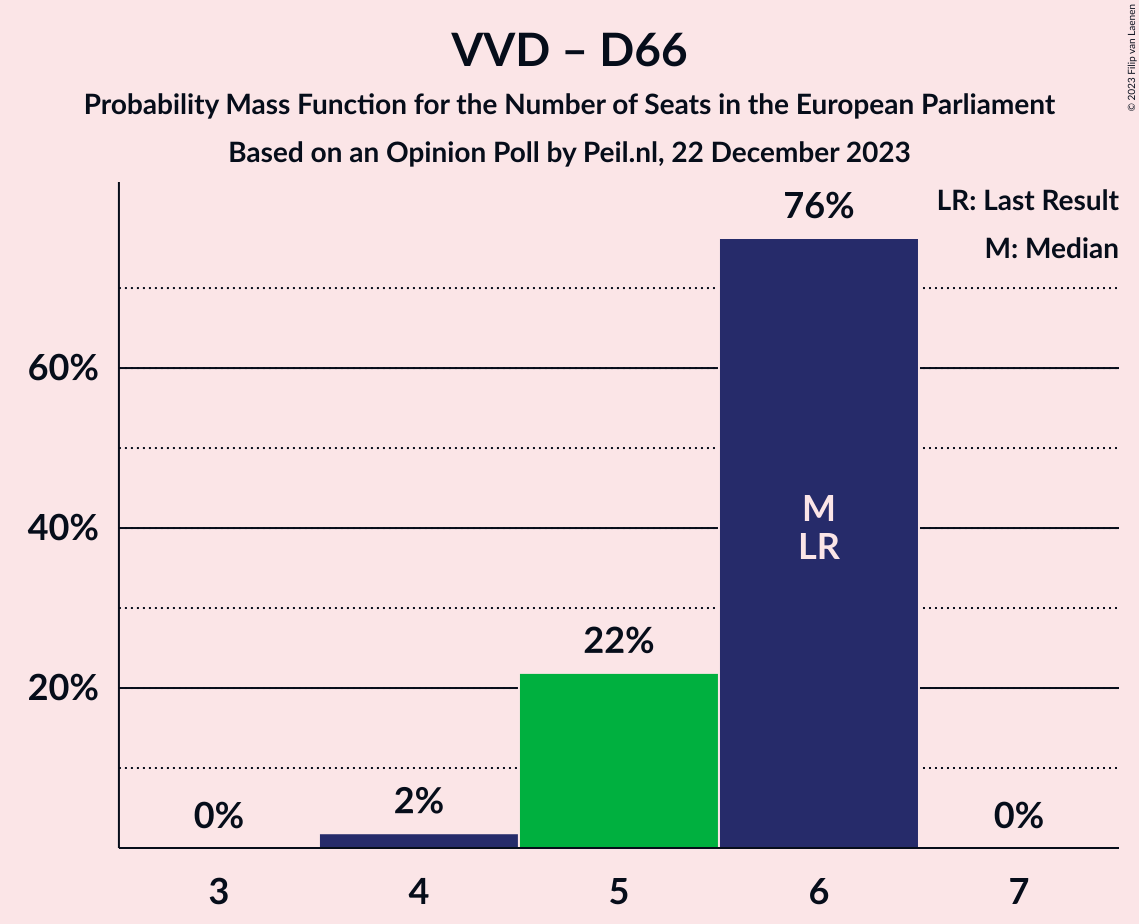 VVD – D66
Probability Mass Function for the Number of Seats in the European Parliament
Based on an Opinion Poll by Peil.nl, 22 December 2023
© 2023 Filip van Laenen
LR: Last Result
M: Median
60%
40%
20%
0%
2%
22%
76%
0%
M
LR
3
4
5
6
7